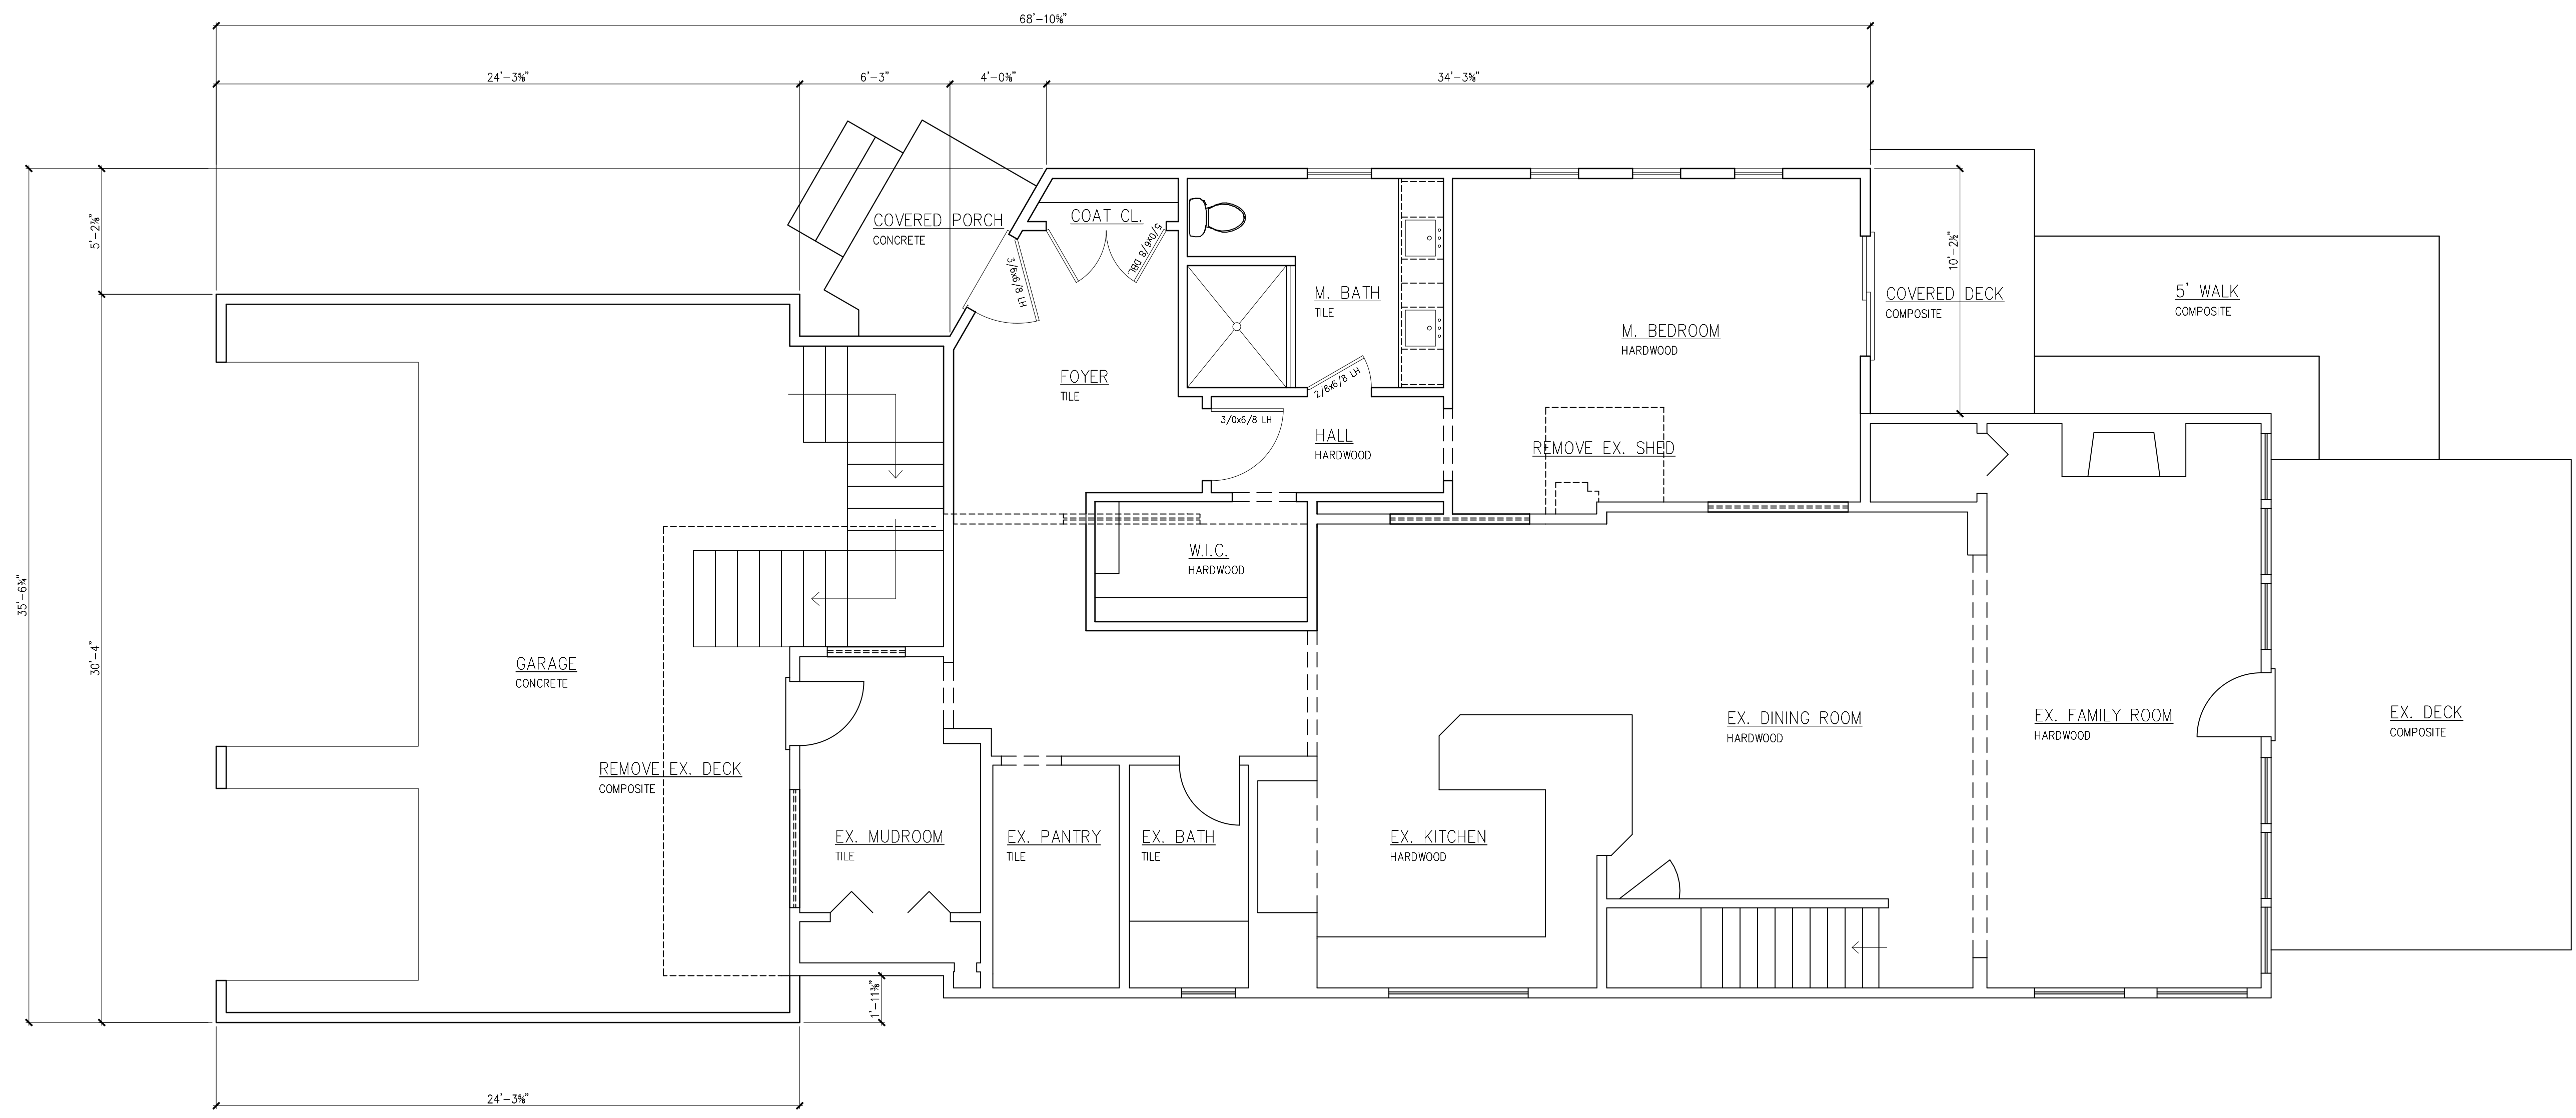 68'-10⅝"
24'-3⅝"
6'-3"
4'-0⅜"
34'-3⅝"
5'-2⅞"
35'-6¾"
30'-4"
COVERED PORCH
CONCRETE
COAT CL.
5/0x6/8 DBL
3/6x6/8 LH
M. BATH
TILE
2/8x6/8 LH
M. BEDROOM
HARDWOOD
10'-2½"
COVERED DECK
COMPOSITE
5' WALK
COMPOSITE
FOYER
TILE
3/0x6/8 LH
HALL
HARDWOOD
REMOVE EX. SHED
W.I.C.
HARDWOOD
GARAGE
CONCRETE
REMOVE EX. DECK
COMPOSITE
EX. DINING ROOM
HARDWOOD
EX. FAMILY ROOM
HARDWOOD
EX. DECK
COMPOSITE
EX. MUDROOM
TILE
EX. PANTRY
TILE
EX. BATH
TILE
EX. KITCHEN
HARDWOOD
1'-11⅜"
24'-3⅝"